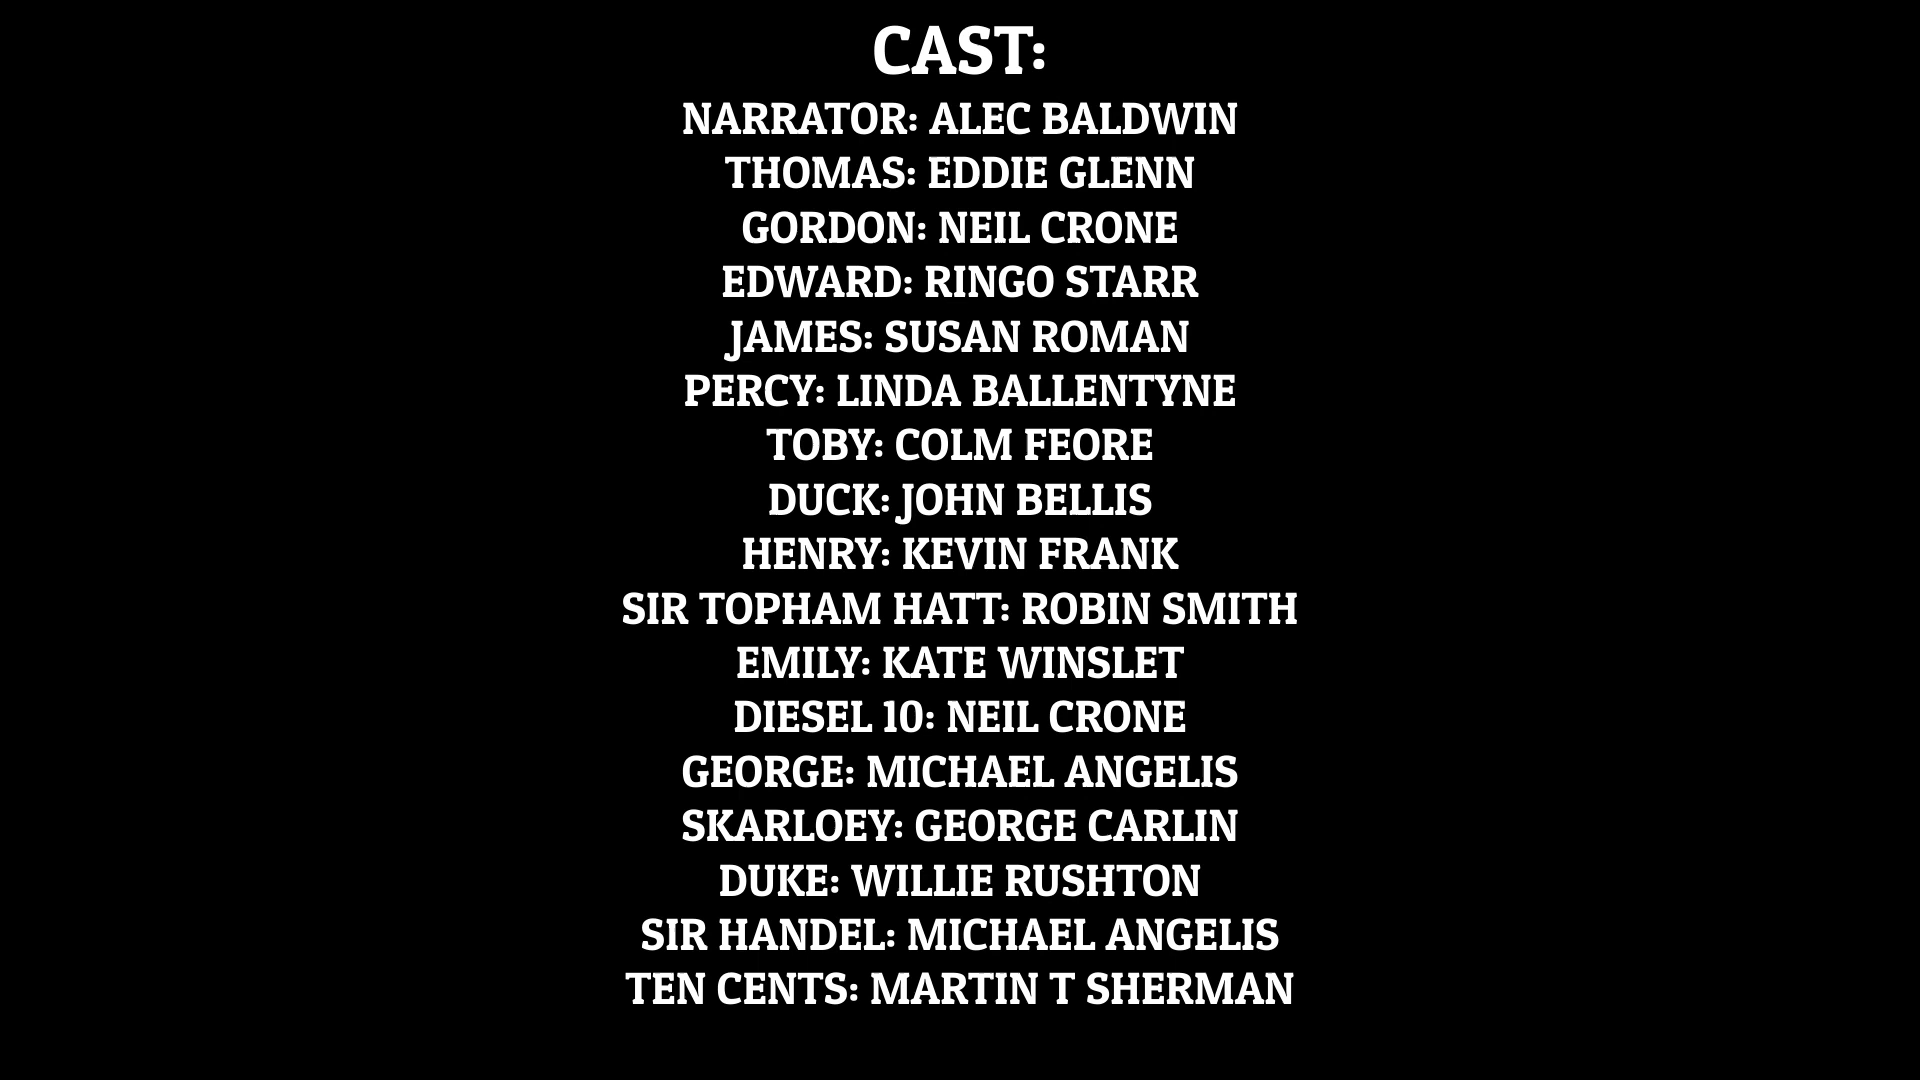 CAST:
NARRATOR: ALEC BALDWIN
THOMAS: EDDIE GLENN
GORDON: NEIL CRONE
EDWARD: RINGO STARR
JAMES: SUSAN ROMAN
PERCY: LINDA BALLENTYNE
TOBY: COLM FEORE
DUCK: JOHN BELLIS
HENRY: KEVIN FRANK
SIR TOPHAM HATT: ROBIN SMITH
EMILY: KATE WINSLET
DIESEL 10: NEIL CRONE
GEORGE: MICHAEL ANGELIS
SKARLOEY: GEORGE CARLIN
DUKE: WILLIE RUSHTON
SIR HANDEL: MICHAEL ANGELIS
TEN CENTS: MARTIN T SHERMAN